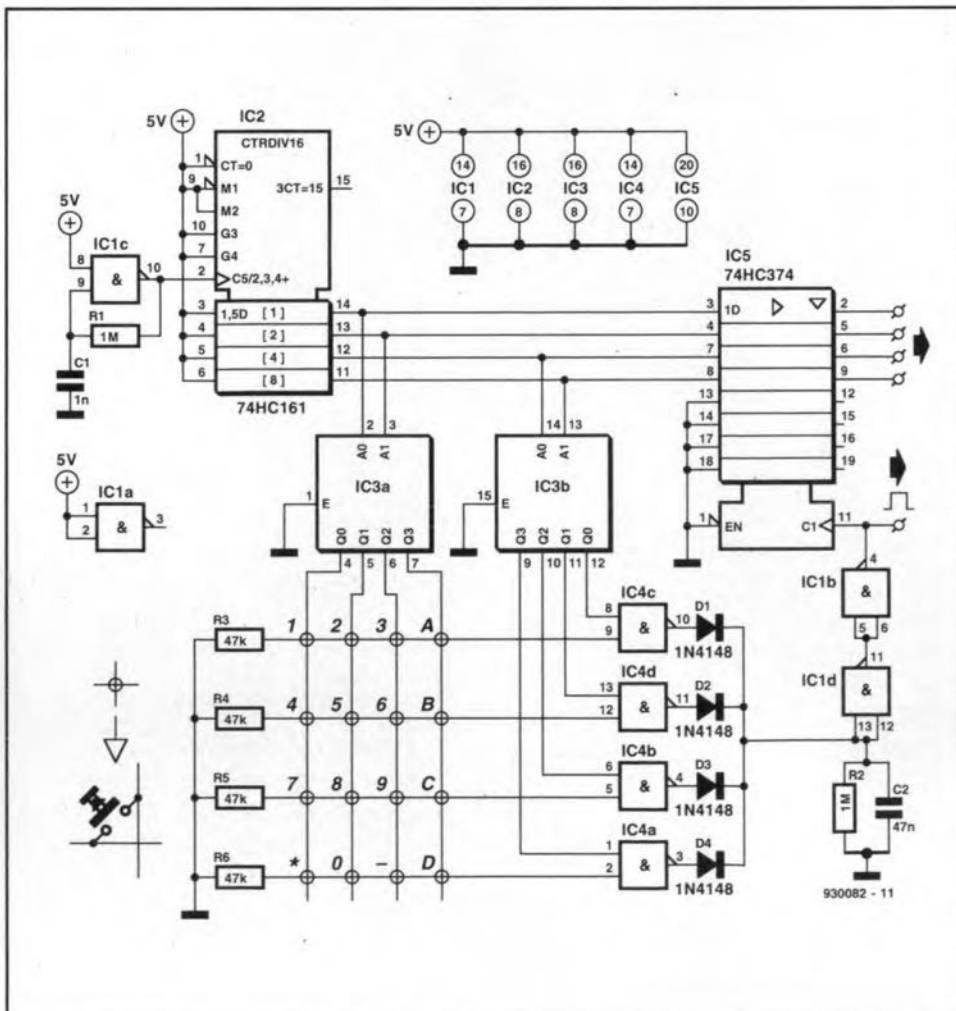 5V
IC2
CTRDIV16
1
CT=0
9
M1
M2
3CT=15
15
10
G3
7
G4
2
C5/2,3,4+
3
1,5D
[1]
14
4
[2]
13
5
[4]
12
6
[8]
11
74HC161
5V
IC1c
8
9
&
10
R1
1M
C1
1n
5V
IC1a
1
2
&
3
5V
14 16 16 14 20
IC1 IC2 IC3 IC4 IC5
7 8 8 7 10
IC5
74HC374
3
1D
2
4
5
7
6
8
9
13
12
14
15
17
16
18
19
1
EN
C1
11
2 3
A0 A1
IC3a
1
E
Q0 Q1 Q2 Q3
4 5 6 7
14 13
A0 A1
IC3b
15
E
Q3 Q2 Q1 Q0
9 10 11 12
R3
47k
1 2 3 A
R4
47k
4 5 6 B
R5
47k
7 8 9 C
R6
47k
* 0 – D
IC4c
8
9
&
10
D1
1N4148
IC4d
13
12
&
11
D2
1N4148
IC4b
6
5
&
4
D3
1N4148
IC4a
1
2
&
3
D4
1N4148
4
IC1b
&
5 6
11
IC1d
&
13 12
R2
1M
C2
47n
930082 - 11